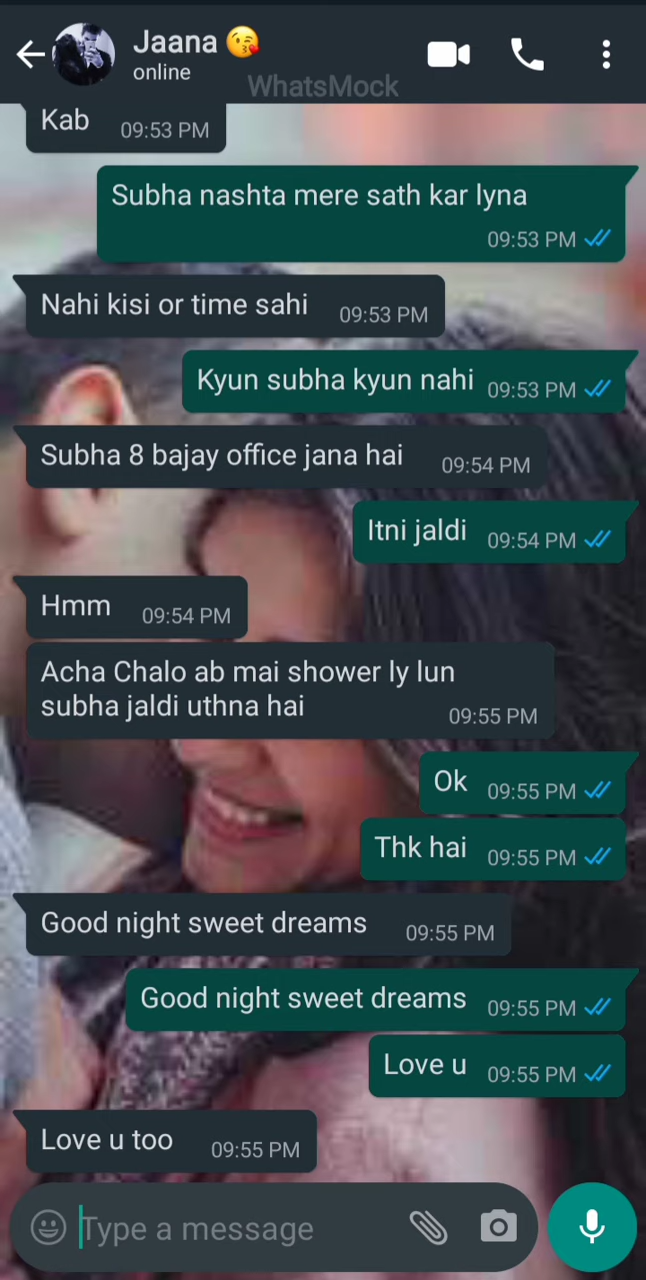 Jaana 😘
online
WhatsMock
Kab 09:53 PM
Subha nashta mere sath kar lyna
09:53 PM
Nahi kisi or time sahi 09:53 PM
Kyun subha kyun nahi 09:53 PM
Subha 8 bajay office jana hai 09:54 PM
Itni jaldi 09:54 PM
Hmm 09:54 PM
Acha Chalo ab mai shower ly lun
subha jaldi uthna hai 09:55 PM
Ok 09:55 PM
Thk hai 09:55 PM
Good night sweet dreams 09:55 PM
Good night sweet dreams 09:55 PM
Love u 09:55 PM
Love u too 09:55 PM
Type a message